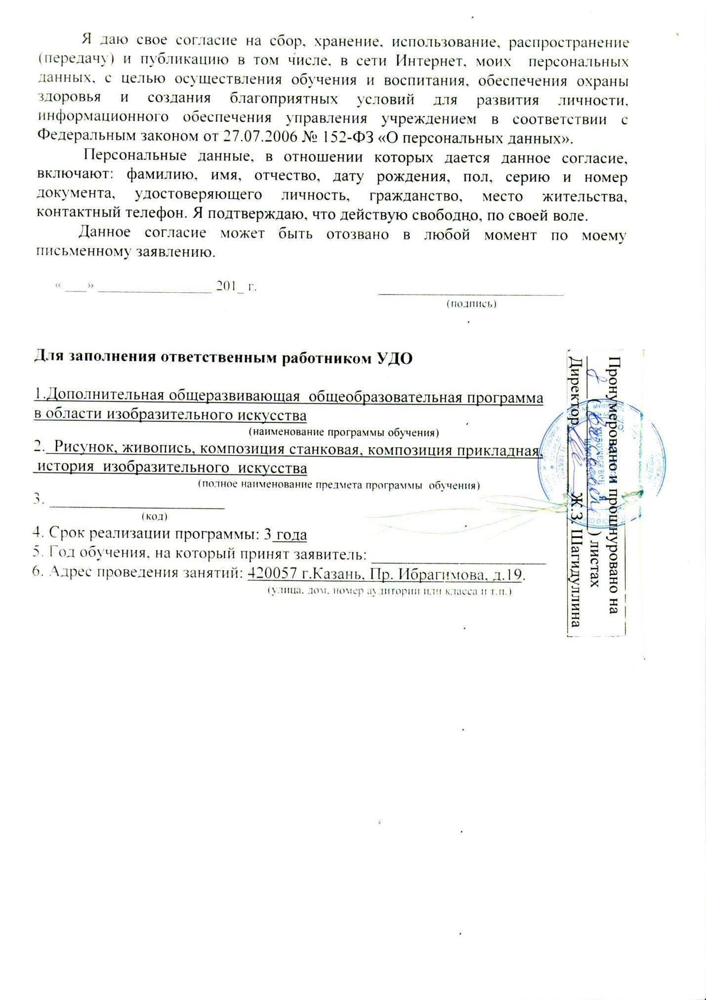 Я даю свое согласие на сбор, хранение, использование, распространение
(передачу) и публикацию в том числе, в сети Интернет, моих персональных
данных, с целью осуществления обучения и воспитания, обеспечения охраны
здоровья и создания благоприятных условий для развития личности,
информационного обеспечения управления учреждением в соответствии с
Федеральным законом от 27.07.2006 № 152-ФЗ «О персональных данных».
Персональные данные, в отношении которых дается данное согласие,
включают: фамилию, имя, отчество, дату рождения, пол, серию и номер
документа, удостоверяющего личность, гражданство, место жительства,
контактный телефон. Я подтверждаю, что действую свободно, по своей воле.
Данное согласие может быть отозвано в любой момент по моему
письменному заявлению.
« ___» ________________ 201_ г. __________________________
(подпись)
Для заполнения ответственным работником УДО
1.Дополнительная общеразвивающая общеобразовательная программа
в области изобразительного искусства
(наименование программы обучения)
2. Рисунок, живопись, композиция станковая, композиция прикладная,
история изобразительного искусства
(полное наименование предмета программы обучения)
3. ______________________
(код)
4. Срок реализации программы: 3 года
5. Год обучения, на который принят заявитель: ______________________
6. Адрес проведения занятий: 420057 г.Казань, Пр. Ибрагимова, д.19.
(улица, дом, номер аудитории или класса и т.п.)
Пронумеровано и прошнуровано на
8 ( ) листах
Директор Ж.З. Шагидуллина